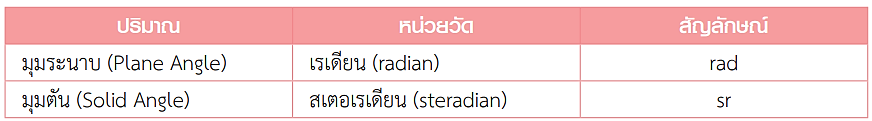 ปริมาณ หน่วยวัด สัญลักษณ์
มุมระนาบ (Plane Angle) เรเดียน (radian) rad
มุมตัน (Solid Angle) สเตอเรเดียน (steradian) sr